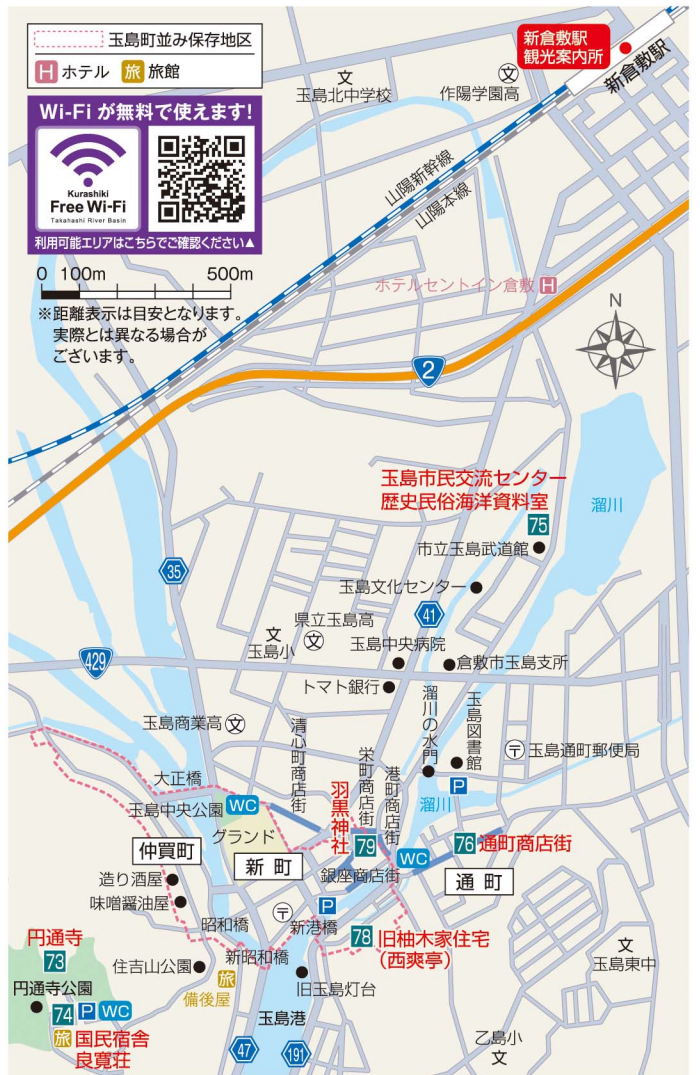 玉島町並み保存地区
H ホテル 旅 旅館
Wi-Fi が無料で使えます!
Kurashiki
Free Wi-Fi
Takahashi River Basin
利用可能エリアはこちらでご確認ください▲
0 100m 500m
※距離表示は目安となります。
実際とは異なる場合が
ございます。
新倉敷駅
観光案内所
新倉敷駅
文
玉島北中学校
文
作陽学園高
山陽新幹線
山陽本線
ホテルセントイン倉敷 H
N
2
玉島市民交流センター
歴史民俗海洋資料室
75
溜川
市立玉島武道館
35
玉島文化センター
41
県立玉島高
文
文
玉島小
玉島中央病院
倉敷市玉島支所
429
トマト銀行
玉島商業高 文
清心町商店街
栄町商店街
港町商店街
溜川の水門
玉島図書館
〒 玉島通町郵便局
P
溜川
大正橋
玉島中央公園 WC
グランド
羽黒神社
79
WC
76 通町商店街
仲買町
新町
銀座商店街
通町
造り酒屋
味噌醤油屋
昭和橋
〒
P
新港橋
78 旧柚木家住宅
(西爽亭)
円通寺
73
住吉山公園
新昭和橋
旅
備後屋
旧玉島灯台
文
玉島東中
円通寺公園
74 P WC
旅 国民宿舎
良寛荘
玉島港
47
191
乙島小
文